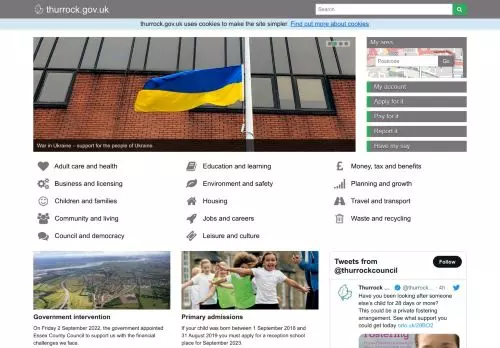 thurrock.gov.uk
Search
thurrock.gov.uk uses cookies to make the site simpler. Find out more about cookies
War in Ukraine - support for the people of Ukraine.
My area
Postcode
Go
My account
Apply for it
Pay for it
Report it
Have my say
Adult care and health
Education and learning
Money, tax and benefits
Business and licensing
Environment and safety
Planning and growth
Children and families
Housing
Travel and transport
Community and living
Jobs and careers
Waste and recycling
Council and democracy
Leisure and culture
Government intervention
On Friday 2 September 2022, the government appointed
Essex County Council to support us with the financial
challenges we face.
Primary admissions
If your child was born between 1 September 2018 and
31 August 2019 you must apply for a reception school
place for September 2023.
Tweets from
@thurrockcouncil
Follow
Thurrock ... @thurrock... · 4h
Have you been looking after someone
else's child for 28 days or more?
This could be a private fostering
arrangement. See what support you
could get today
Fostering